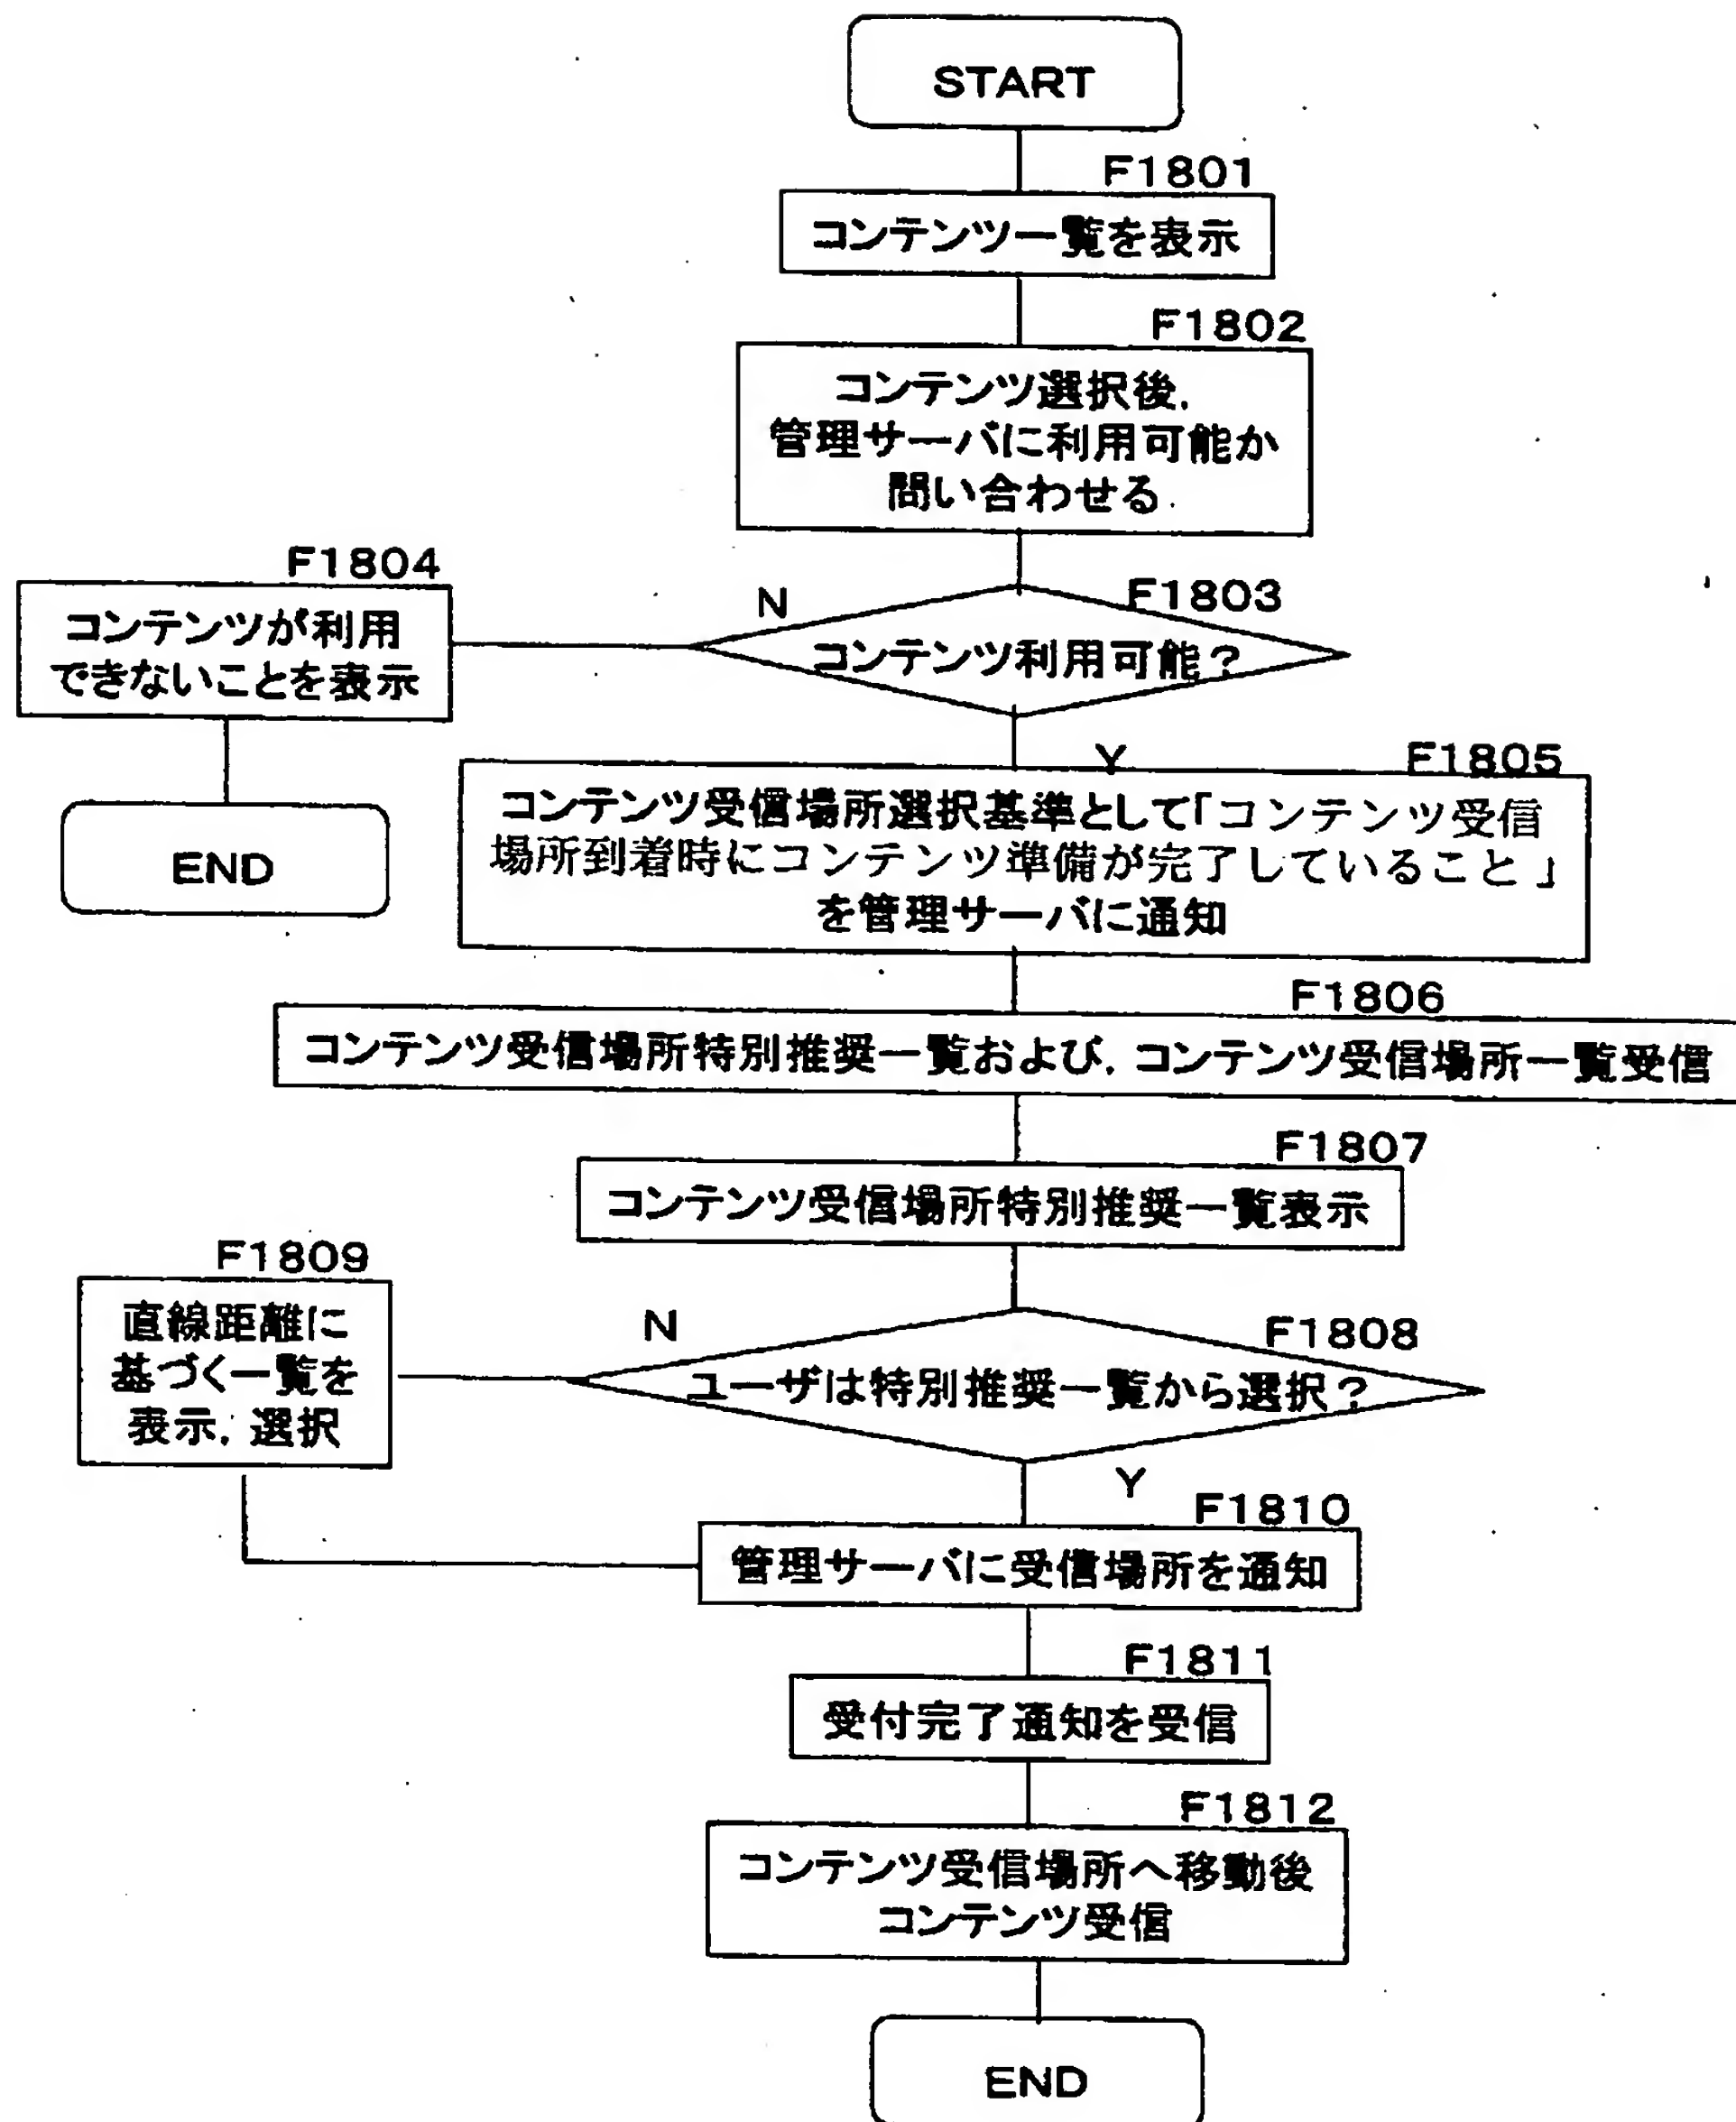 START
F1801
コンテンツ一覧を表示
F1802
コンテンツ選択後,
管理サーバに利用可能か
問い合わせる
F1803
コンテンツ利用可能?
N
F1804
コンテンツが利用
できないことを表示
END
Y
F1805
コンテンツ受信場所選択基準として「コンテンツ受信
場所到着時にコンテンツ準備が完了していること」
を管理サーバに通知
F1806
コンテンツ受信場所特別推奨一覧および, コンテンツ受信場所一覧受信
F1807
コンテンツ受信場所特別推奨一覧表示
F1808
ユーザは特別推奨一覧から選択?
N
F1809
直線距離に
基づく一覧を
表示, 選択
Y
F1810
管理サーバに受信場所を通知
F1811
受付完了通知を受信
F1812
コンテンツ受信場所へ移動後
コンテンツ受信
END